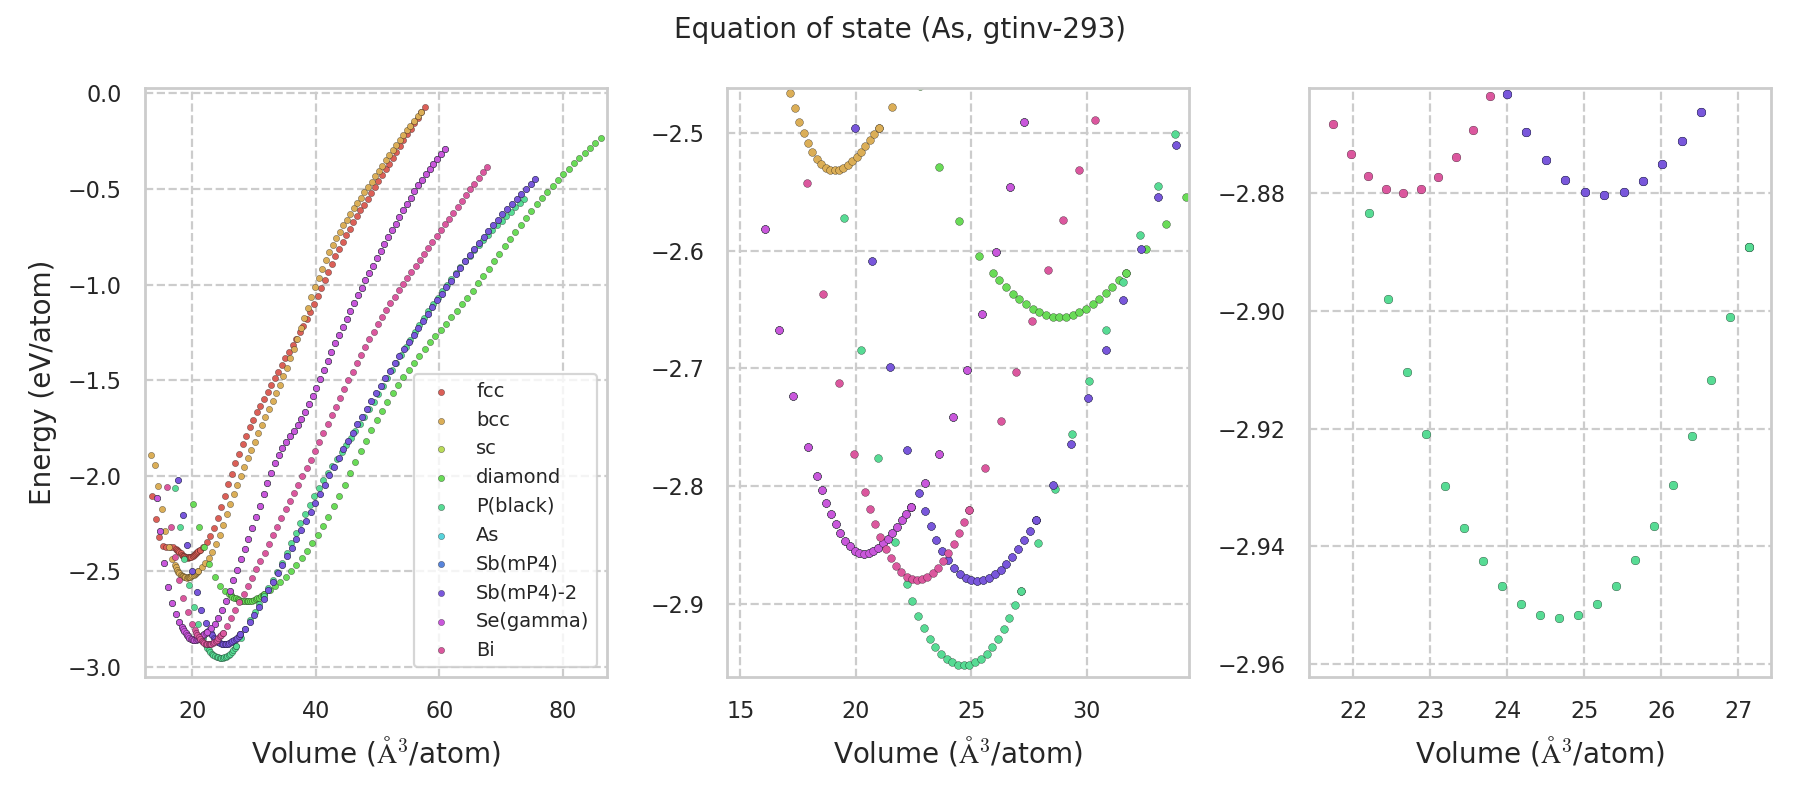 Equation of state (As, gtinv-293)
Energy (eV/atom)
0.0
−0.5
−1.0
−1.5
−2.0
−2.5
−3.0
20 40 60 80
Volume (Å³/atom)
fcc
bcc
sc
diamond
P(black)
As
Sb(mP4)
Sb(mP4)-2
Se(gamma)
Bi
−2.5
−2.6
−2.7
−2.8
−2.9
15 20 25 30
Volume (Å³/atom)
−2.88
−2.90
−2.92
−2.94
−2.96
22 23 24 25 26 27
Volume (Å³/atom)